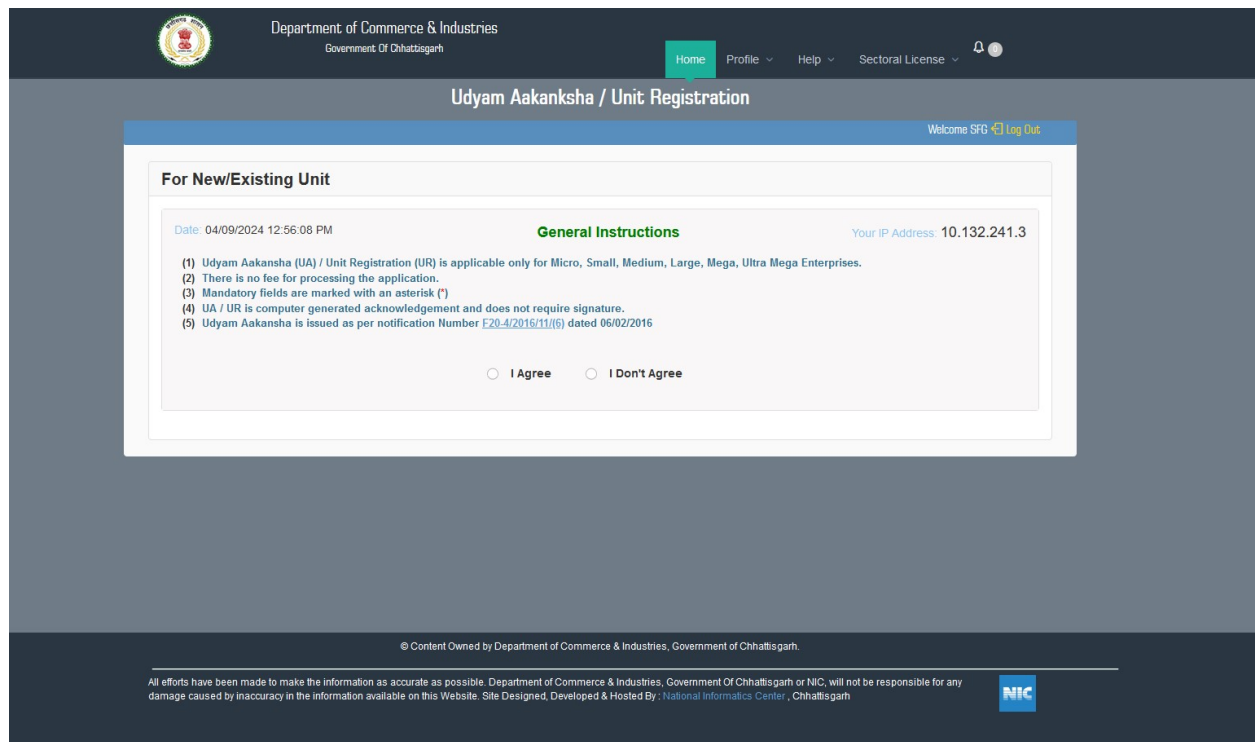 Department of Commerce & Industries
Government Of Chhattisgarh
Home Profile Help Sectoral License 0
Udyam Aakanksha / Unit Registration
Welcome SFG Log Out
For New/Existing Unit
Date: 04/09/2024 12:56:08 PM General Instructions Your IP Address: 10.132.241.3
(1) Udyam Aakansha (UA) / Unit Registration (UR) is applicable only for Micro, Small, Medium, Large, Mega, Ultra Mega Enterprises.
(2) There is no fee for processing the application.
(3) Mandatory fields are marked with an asterisk (*)
(4) UA / UR is computer generated acknowledgement and does not require signature.
(5) Udyam Aakansha is issued as per notification Number F20-4/2016/11/(6) dated 06/02/2016
I Agree I Don't Agree
© Content Owned by Department of Commerce & Industries, Government of Chhattisgarh.
All efforts have been made to make the information as accurate as possible. Department of Commerce & Industries, Government Of Chhattisgarh or NIC, will not be responsible for any
damage caused by inaccuracy in the information available on this Website. Site Designed, Developed & Hosted By : National Informatics Center , Chhattisgarh
NIC